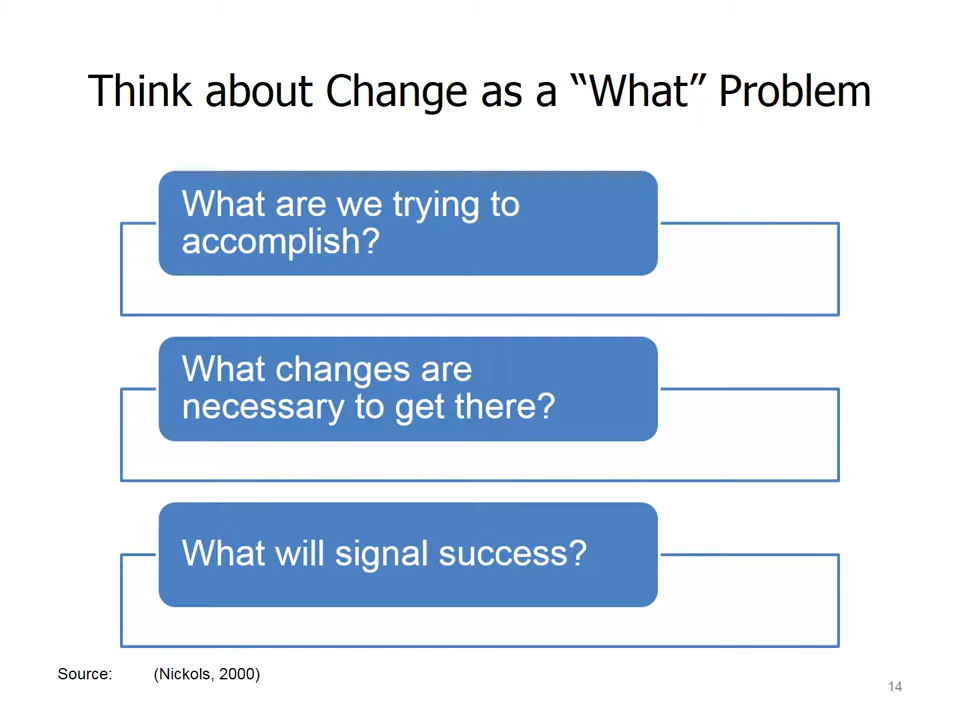 Think about Change as a “What” Problem
What are we trying to
accomplish?
What changes are
necessary to get there?
What will signal success?
Source: (Nickols, 2000)
14